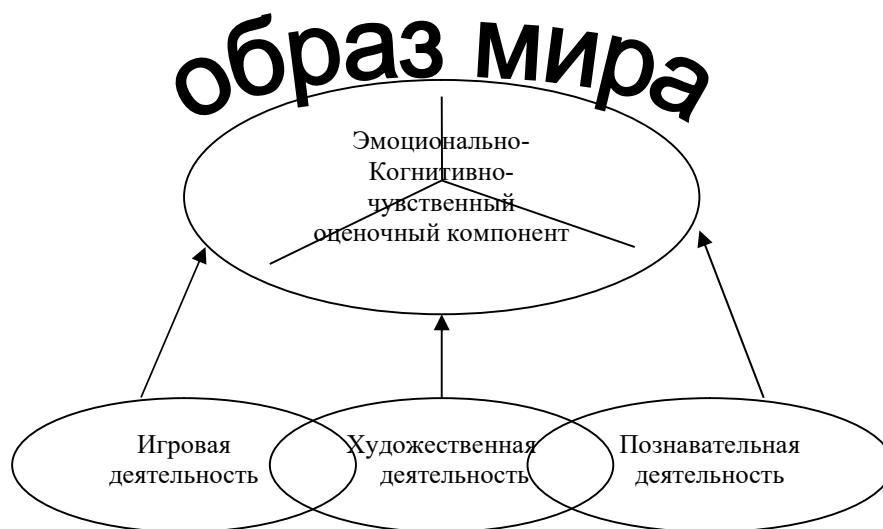 образ мира
Эмоционально-
Когнитивно-
чувственный
оценочный компонент
Игровая
деятельность
Художественная
деятельность
Познавательная
деятельность